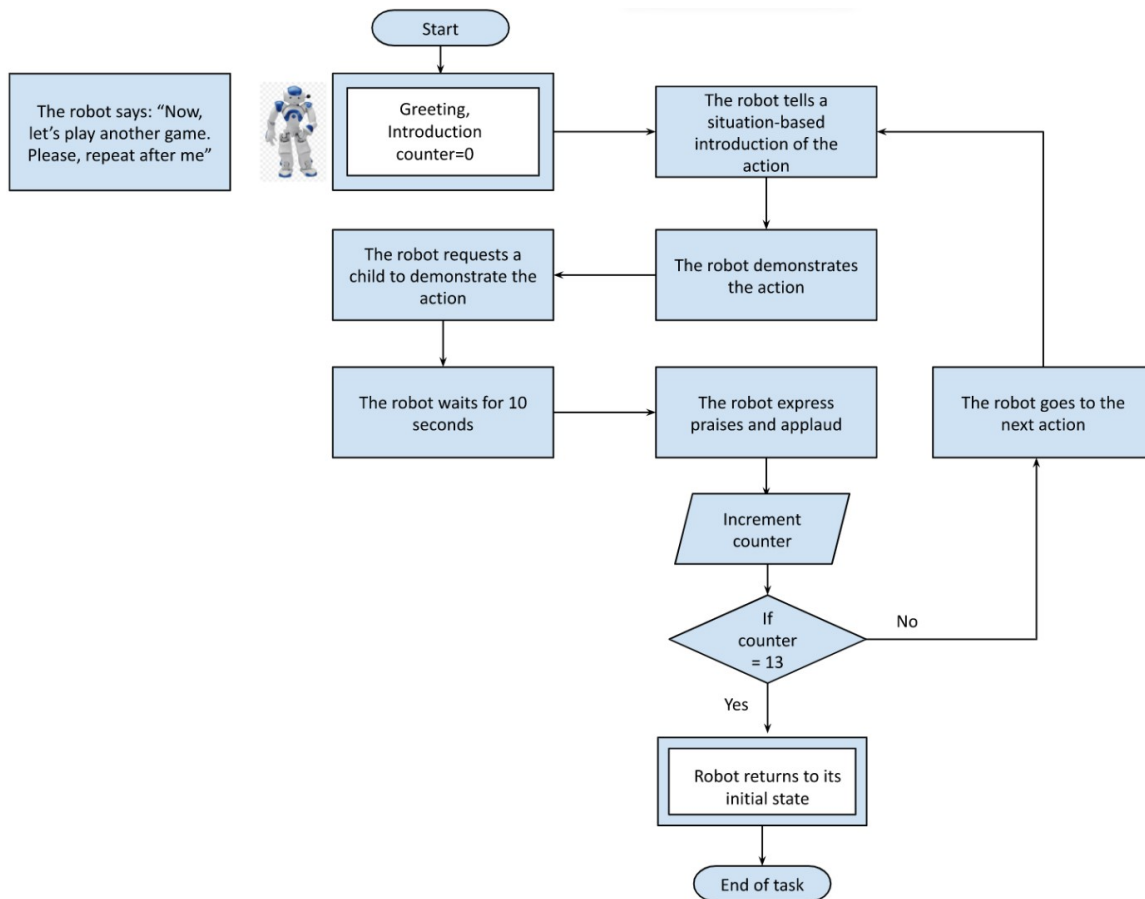 Start
The robot says: “Now,
let’s play another game.
Please, repeat after me”
Greeting,
Introduction
counter=0
The robot tells a
situation-based
introduction of the
action
The robot requests a
child to demonstrate the
action
The robot demonstrates
the action
The robot waits for 10
seconds
The robot express
praises and applaud
The robot goes to the
next action
Increment
counter
If
counter
= 13
No
Yes
Robot returns to its
initial state
End of task